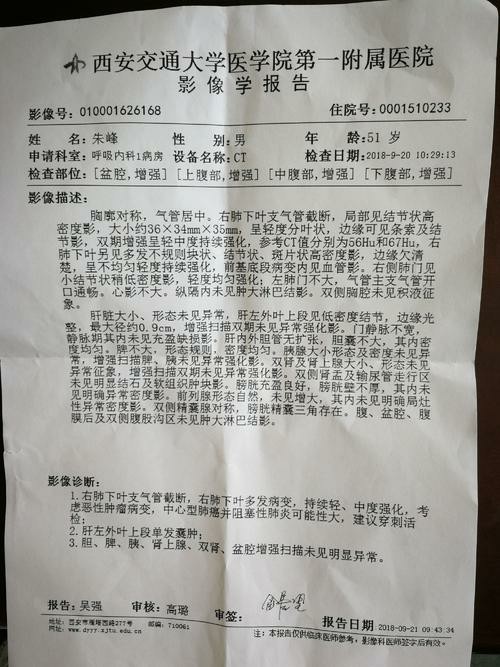 西安交通大学医学院第一附属医院
影像学报告
影像号: 010001626168 住院号: 0001510233
姓 名: 朱峰 性 别: 男 年 龄: 51 岁
申请科室: 呼吸内科1病房 设备名称: CT 检查日期: 2018-9-20 10:29:13
检查部位: [盆腔,增强] [上腹部,增强] [中腹部,增强] [下腹部,增强]
影像描述:
胸廓对称，气管居中。右肺下叶支气管截断，局部见结节状高
密度影，大小约36×34mm×35mm，呈轻度分叶状，边缘可见条索及结
节影，双期增强呈轻中度持续强化，参考CT值分别为56Hu和67Hu，右
肺下叶另见多发不规则块状、结节状、斑片状高密度影，边缘欠清
楚，呈不均匀轻度持续强化，前基底段病变内见血管影。右侧肺门见
小结节状稍低密度影，轻度均匀强化；左肺门不大，气管主支气管开
口通畅。心影不大。纵隔内未见肿大淋巴结影。双侧胸腔未见积液征
象。
肝脏大小、形态未见异常，肝左外叶上段见低密度结节，边缘光
整，最大径约0.9cm，增强扫描双期未见异常强化影。门静脉不宽，
静脉期其内未见充盈缺损影。肝内外胆管无扩张，胆囊不大，其内密
度均匀。脾不大，形态规则，密度均匀。胰腺大小形态及密度未见异
常，增强扫描脾、胰未见异常强化影。双肾及肾上腺大小、形态未见
异常征象，增强扫描双期未见异常强化影。双侧肾盂及输尿管走行区
未见明显结石及软组织肿块影。膀胱充盈良好，膀胱壁不厚，其内未
见明确异常密度影。前列腺形态自然，未见增大，其内未见明确局灶
性异常密度影。双侧精囊腺对称，膀胱精囊三角存在。腹、盆腔、腹
膜后及双侧腹股沟区未见肿大淋巴结影。
影像诊断:
1.右肺下叶支气管截断，右肺下叶多发病变，持续轻、中度强化，考
虑恶性肿瘤病变，中心型肺癌并阻塞性肺炎可能性大，建议穿刺活
检；
2.肝左外叶上段单发囊肿；
3.胆、脾、胰、肾上腺、双肾、盆腔增强扫描未见明显异常。
报告: 吴强 审核: 高璐 审签:
报告日期: 2018-09-21 09:43:34
地址: 西安市雁塔西路277号 邮编: 710061
网址: www.dyyy.xjtu.edu.cn 注: 本报告仅供临床医师参考,影像科医师签字后有效。